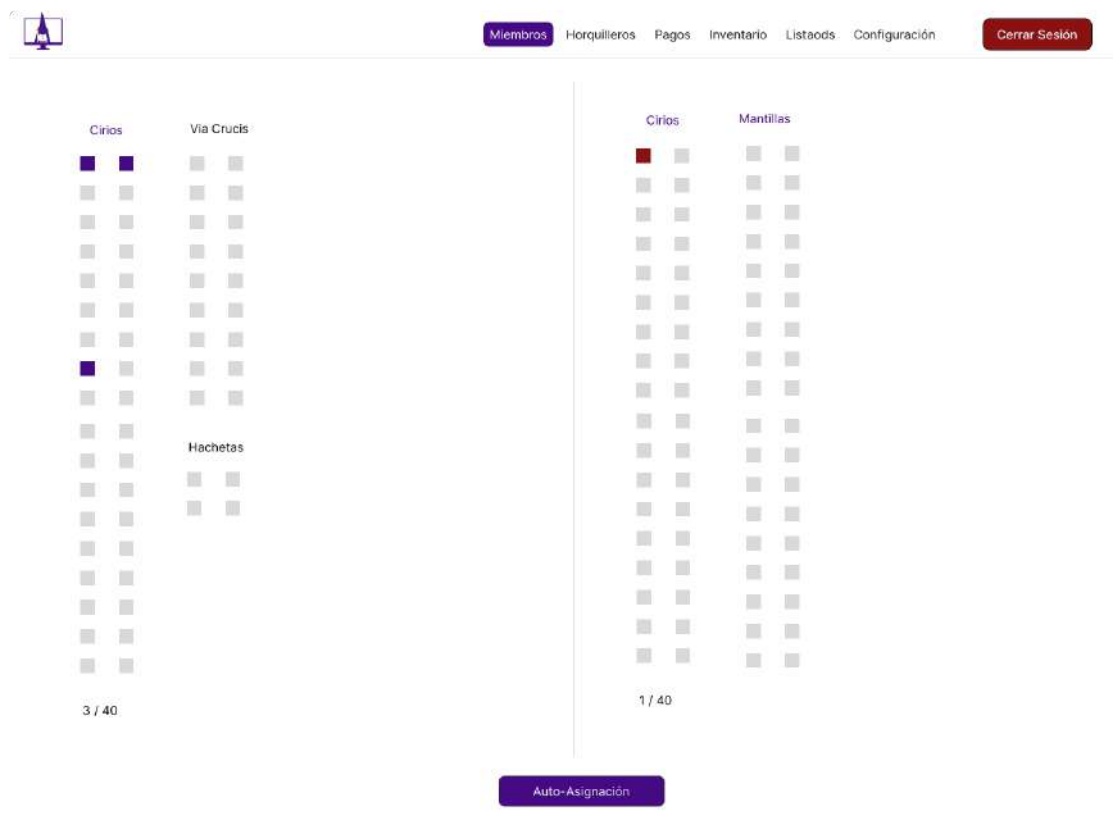 Miembros Horquilleros Pagos Inventario Listaods Configuración Cerrar Sesión
Cirios Via Crucis
Hachetas
3 / 40
Cirios Mantillas
1 / 40
Auto-Asignación